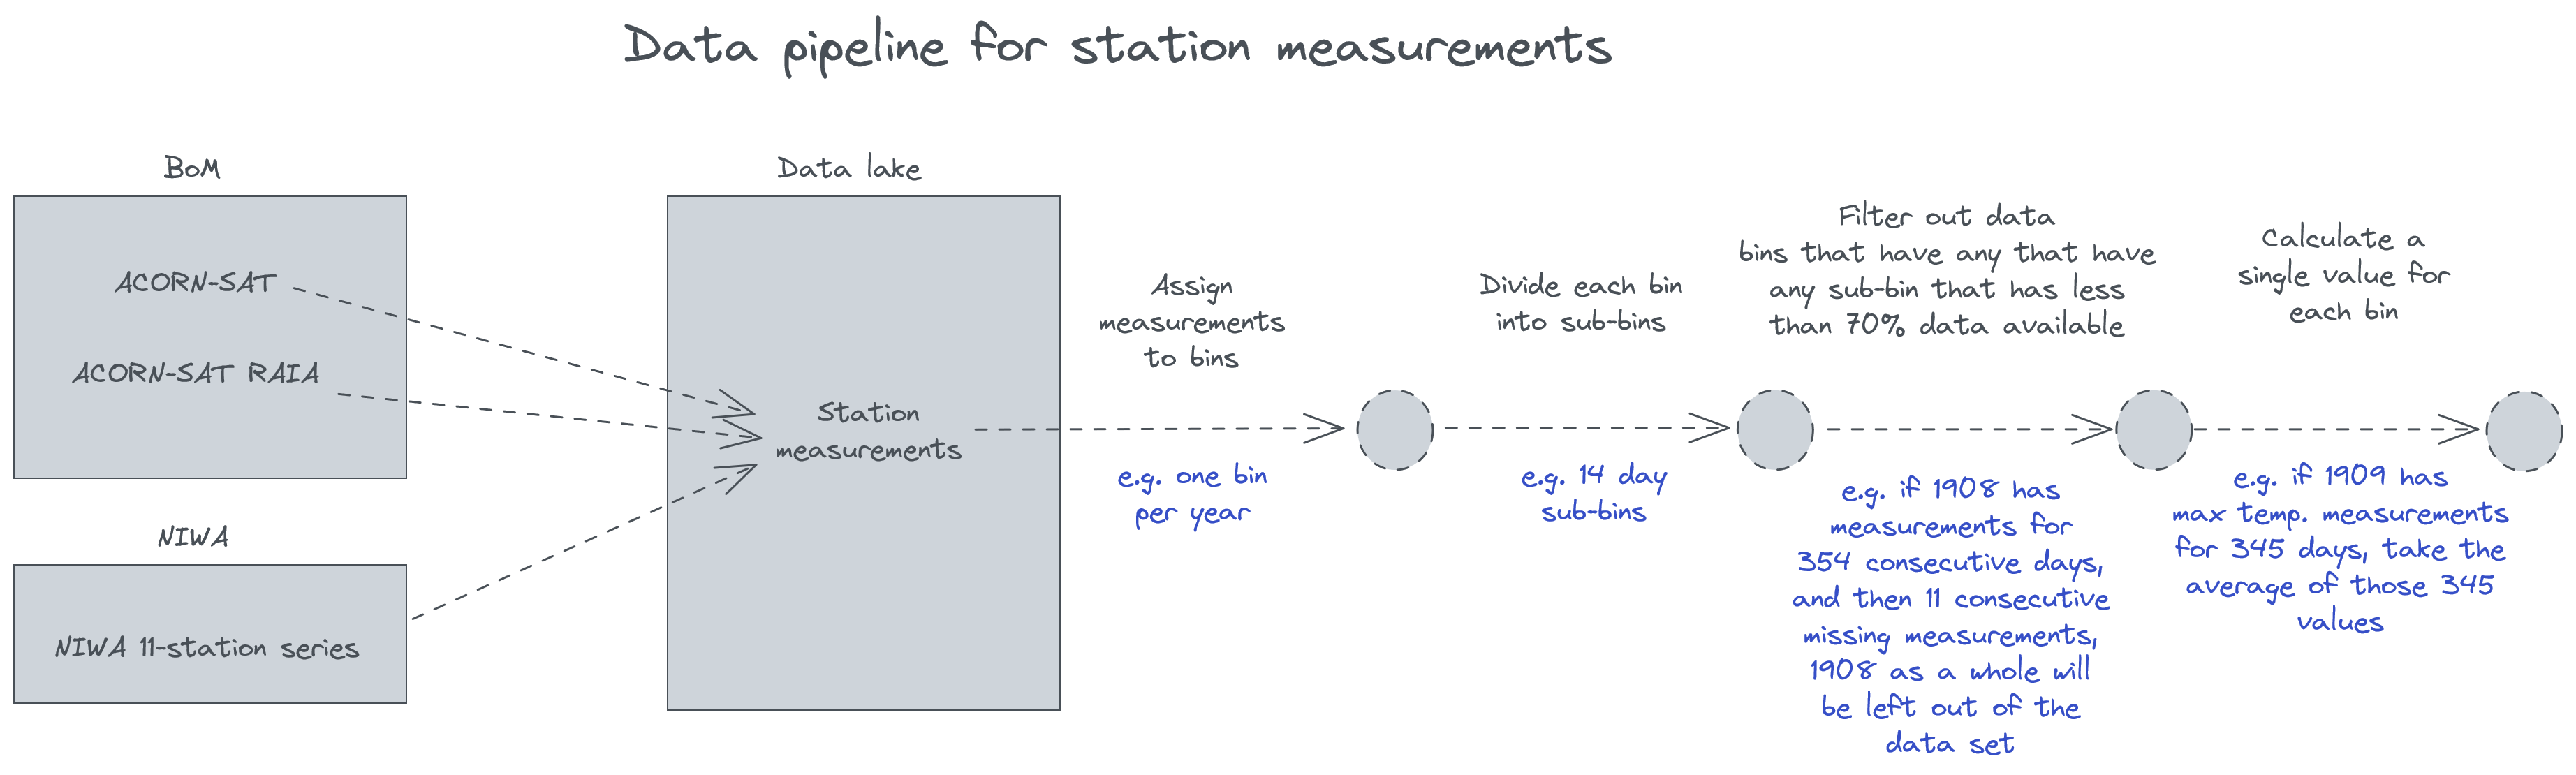 Data pipeline for station measurements
BoM
ACORN-SAT
ACORN-SAT RAIA
NIWA
NIWA 11-station series
Data lake
Station
measurements
Assign
measurements
to bins
e.g. one bin
per year
Divide each bin
into sub-bins
e.g. 14 day
sub-bins
Filter out data
bins that have any that have
any sub-bin that has less
than 70% data available
e.g. if 1908 has
measurements for
354 consecutive days,
and then 11 consecutive
missing measurements,
1908 as a whole will
be left out of the
data set
Calculate a
single value for
each bin
e.g. if 1909 has
max temp. measurements
for 345 days, take the
average of those 345
values